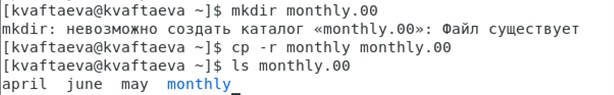 [kvaftaeva@kvaftaeva ~]$ mkdir monthly.00
mkdir: невозможно создать каталог «monthly.00»: Файл существует
[kvaftaeva@kvaftaeva ~]$ cp -r monthly monthly.00
[kvaftaeva@kvaftaeva ~]$ ls monthly.00
april  june  may  monthly